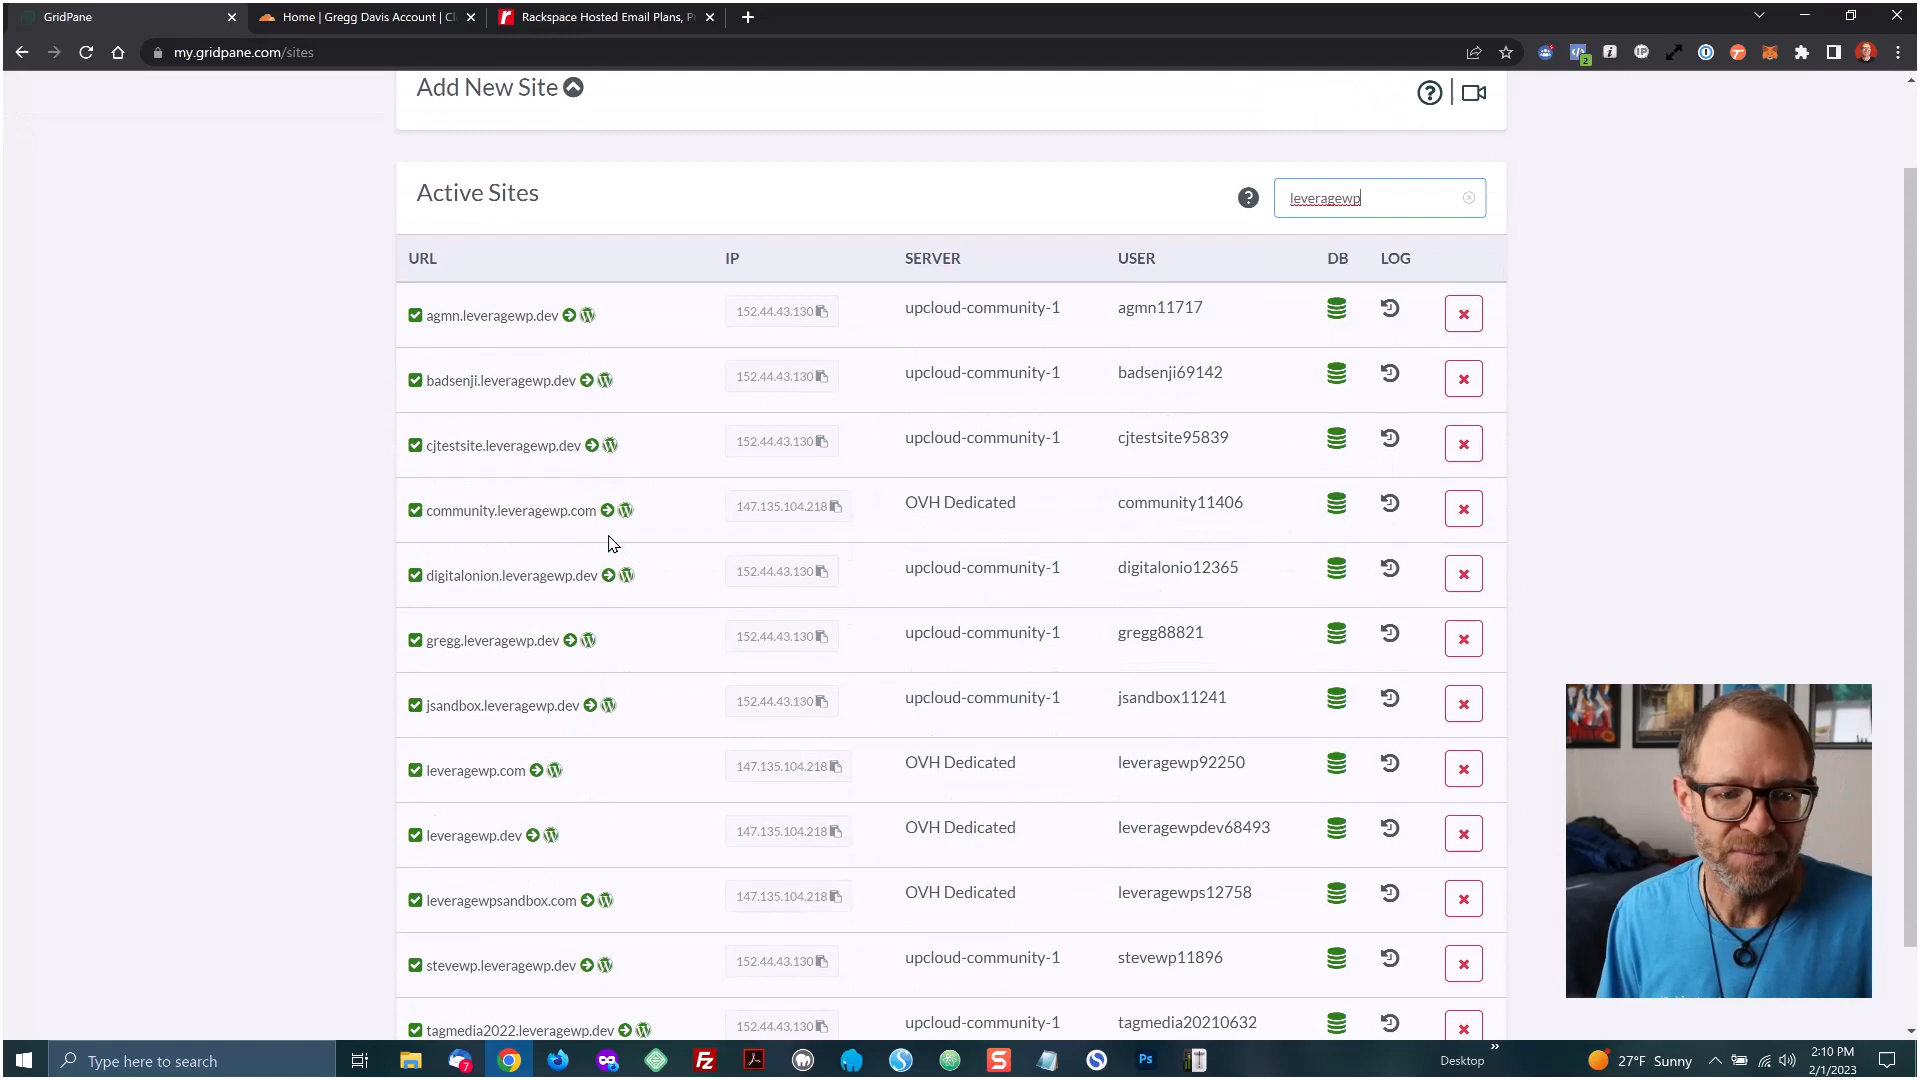 GridPane
Home | Gregg Davis Account | Cl
Rackspace Hosted Email Plans, P
my.gridpane.com/sites
2
Add New Site
Active Sites
leveragewp
URL IP SERVER USER DB LOG
agmn.leveragewp.dev 152.44.43.130 upcloud-community-1 agmn11717
badsenji.leveragewp.dev 152.44.43.130 upcloud-community-1 badsenji69142
cjtestsite.leveragewp.dev 152.44.43.130 upcloud-community-1 cjtestsite95839
community.leveragewp.com 147.135.104.218 OVH Dedicated community11406
digitalonion.leveragewp.dev 152.44.43.130 upcloud-community-1 digitalonio12365
gregg.leveragewp.dev 152.44.43.130 upcloud-community-1 gregg88821
jsandbox.leveragewp.dev 152.44.43.130 upcloud-community-1 jsandbox11241
leveragewp.com 147.135.104.218 OVH Dedicated leveragewp92250
leveragewp.dev 147.135.104.218 OVH Dedicated leveragewpdev68493
leveragewpsandbox.com 147.135.104.218 OVH Dedicated leveragewps12758
stevewp.leveragewp.dev 152.44.43.130 upcloud-community-1 stevewp11896
tagmedia2022.leveragewp.dev 152.44.43.130 upcloud-community-1 tagmedia20210632
Type here to search
7
Ps
Desktop
27°F Sunny
2:10 PM
2/1/2023